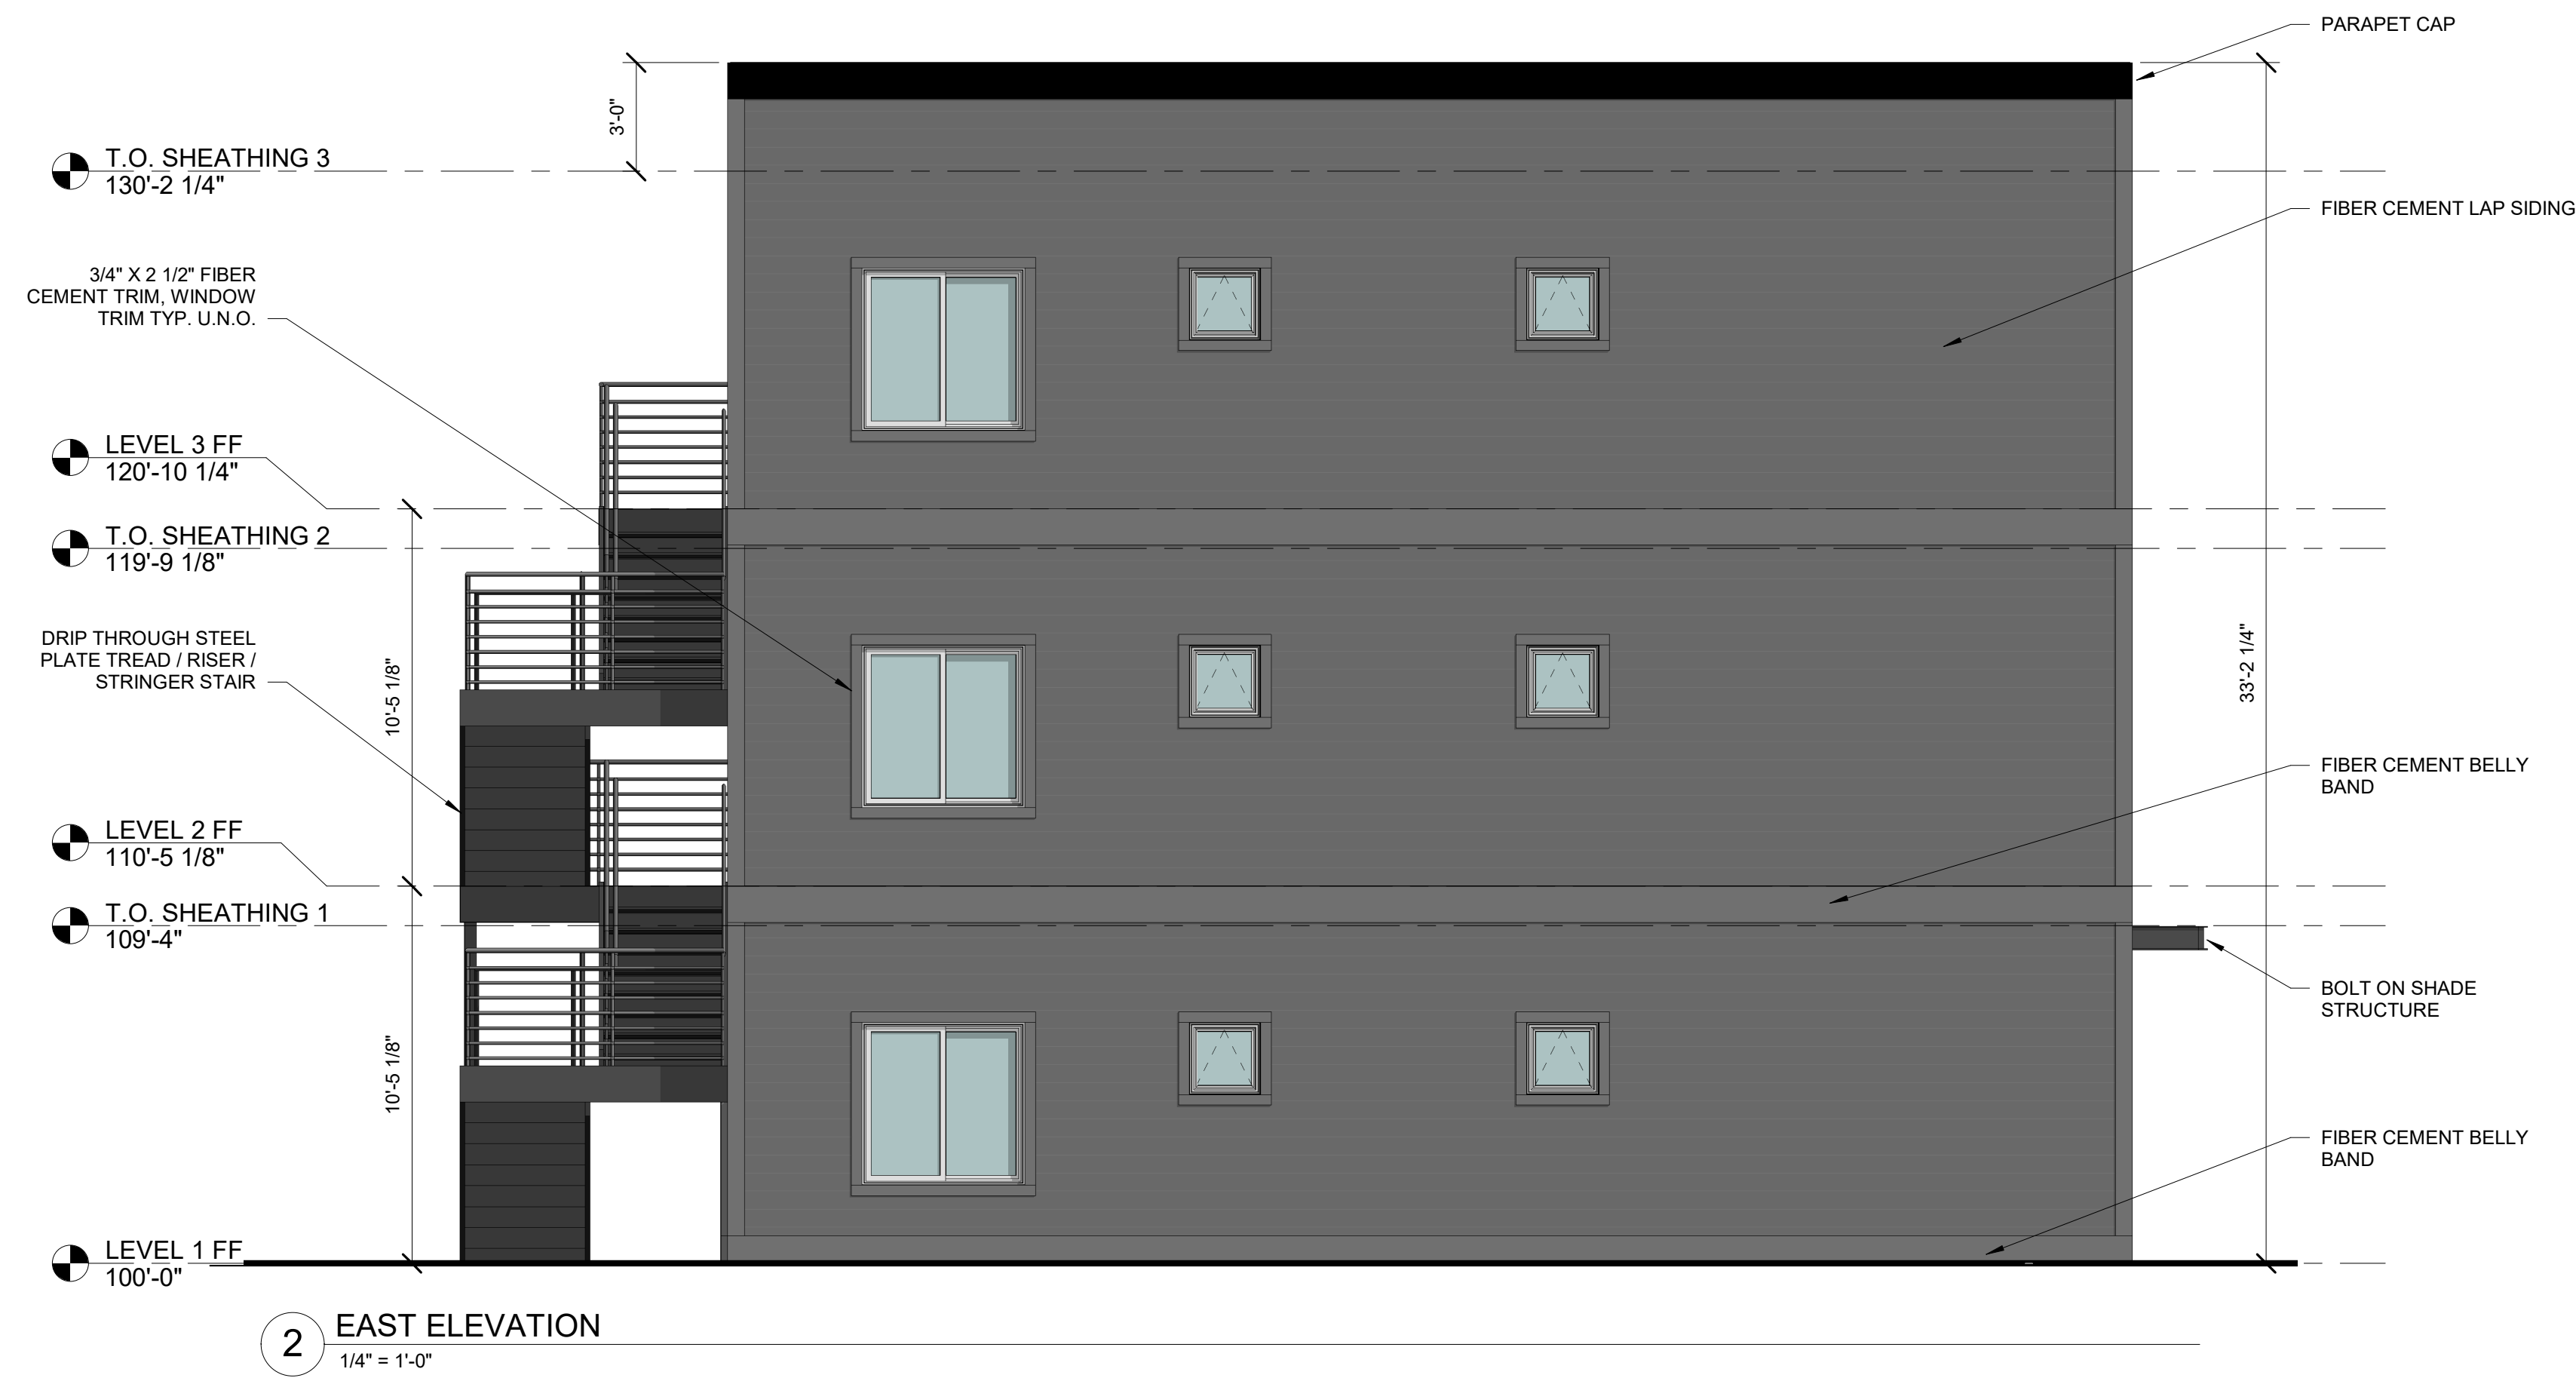 PARAPET CAP
3'-0"
T.O. SHEATHING 3
130'-2 1/4"
FIBER CEMENT LAP SIDING
3/4" X 2 1/2" FIBER
CEMENT TRIM, WINDOW
TRIM TYP. U.N.O.
LEVEL 3 FF
120'-10 1/4"
T.O. SHEATHING 2
119'-9 1/8"
DRIP THROUGH STEEL
PLATE TREAD / RISER /
STRINGER STAIR
10'-5 1/8"
33'-2 1/4"
FIBER CEMENT BELLY
BAND
LEVEL 2 FF
110'-5 1/8"
T.O. SHEATHING 1
109'-4"
BOLT ON SHADE
STRUCTURE
10'-5 1/8"
FIBER CEMENT BELLY
BAND
LEVEL 1 FF
100'-0"
2
EAST ELEVATION
1/4" = 1'-0"